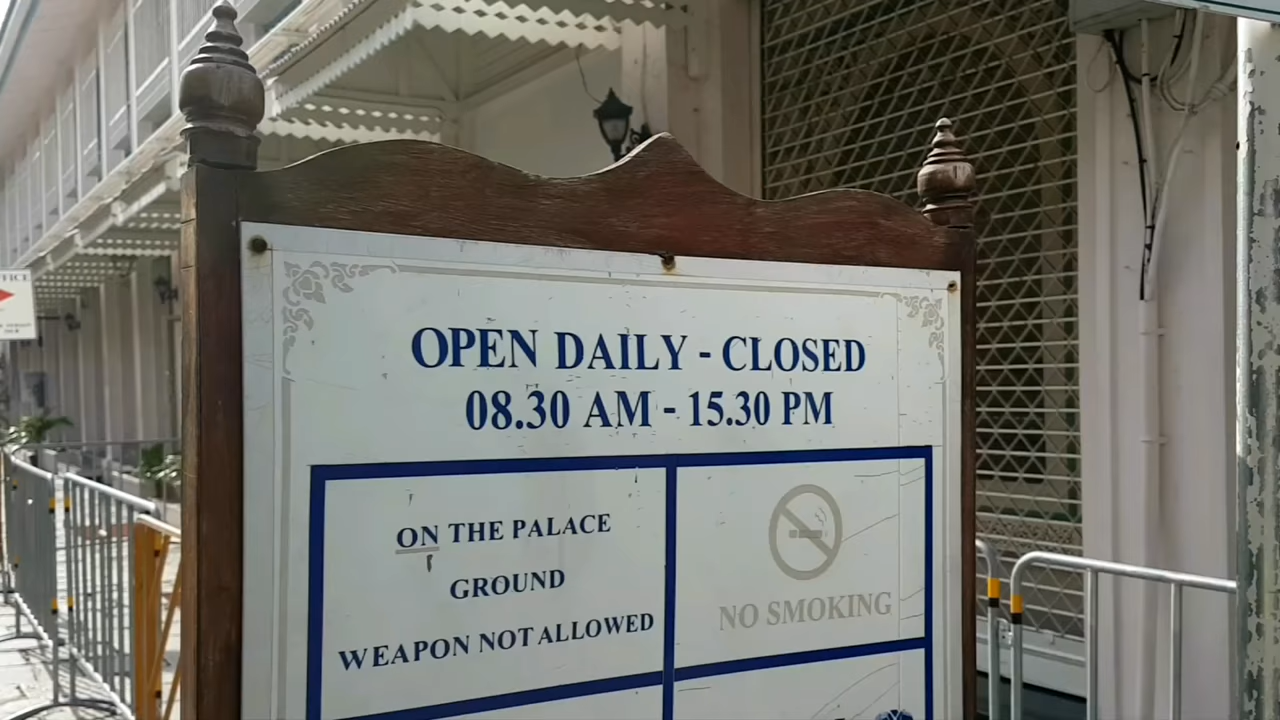 OPEN DAILY - CLOSED
08.30 AM - 15.30 PM
ON THE PALACE
GROUND
WEAPON NOT ALLOWED
NO SMOKING